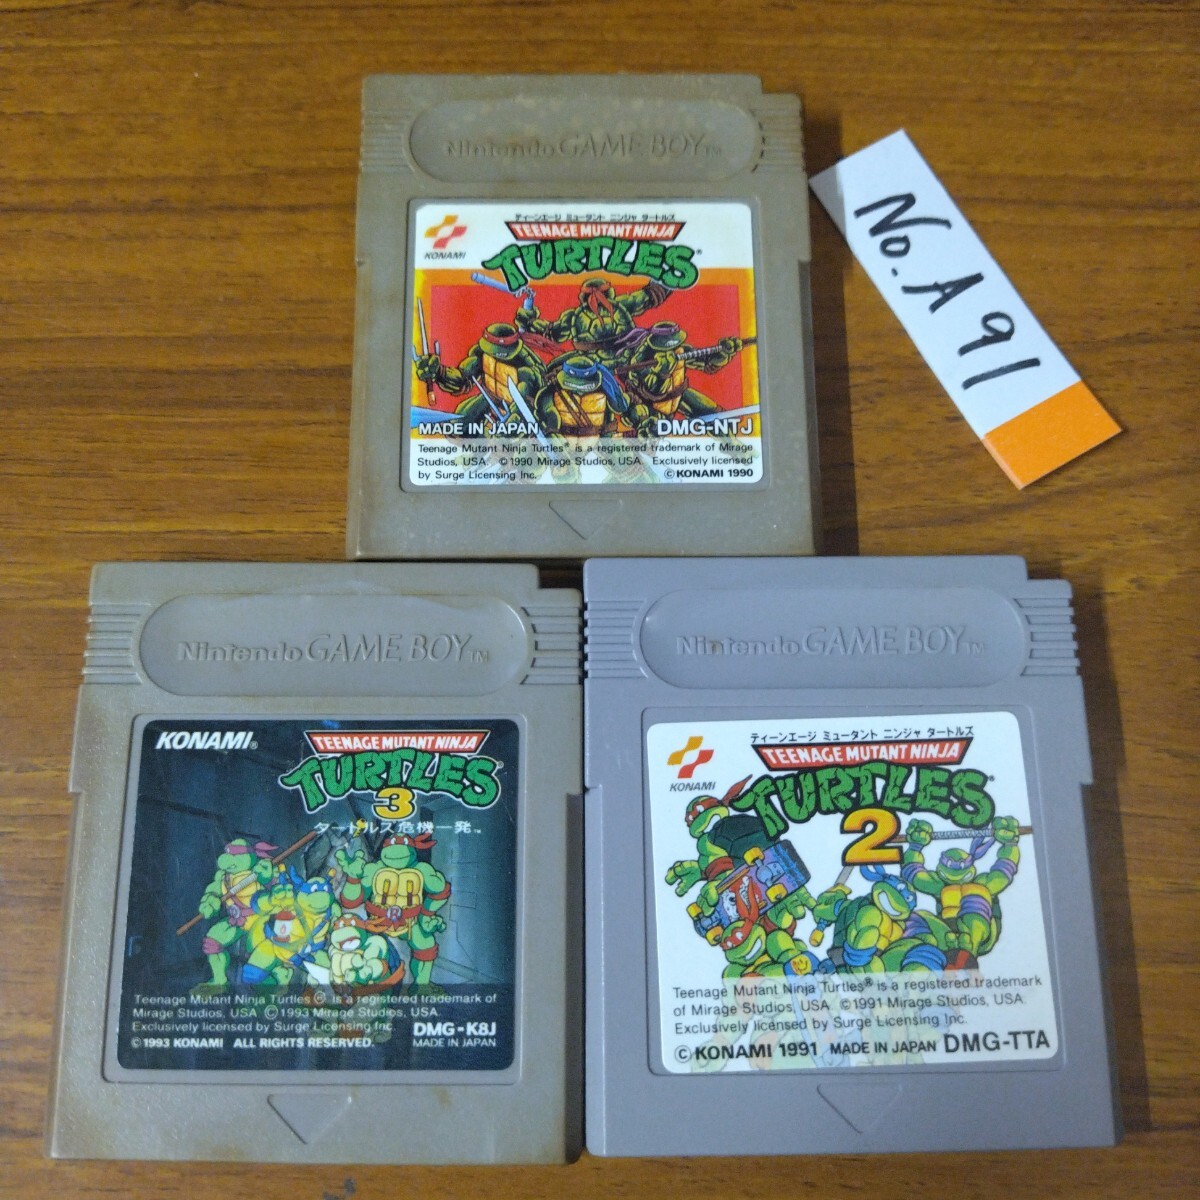 Nintendo GAME BOY TM
ティーンエージ ミュータント ニンジャ タートルズ
KONAMI
TEENAGE MUTANT NINJA
TURTLES®
MADE IN JAPAN DMG-NTJ
Teenage Mutant Ninja Turtles® is a registered trademark of Mirage
Studios, USA. ©1990 Mirage Studios, USA. Exclusively licensed
by Surge Licensing Inc. ©KONAMI 1990
No. A 91
Nintendo GAME BOY TM
KONAMI®
TEENAGE MUTANT NINJA
TURTLES®
3
タートルズ危機一発™
Teenage Mutant Ninja Turtles ® is a registered trademark of
Mirage Studios, USA ©1993 Mirage Studios, USA.
Exclusively licensed by Surge Licensing Inc.
©1993 KONAMI ALL RIGHTS RESERVED.
DMG-K8J
MADE IN JAPAN
Nintendo GAME BOY TM
ティーンエージ ミュータント ニンジャ タートルズ
KONAMI
TEENAGE MUTANT NINJA
TURTLES®
2
Teenage Mutant Ninja Turtles® is a registered trademark
of Mirage Studios, USA. ©1991 Mirage Studios, USA.
Exclusively licensed by Surge Licensing Inc.
©KONAMI 1991 MADE IN JAPAN DMG-TTA